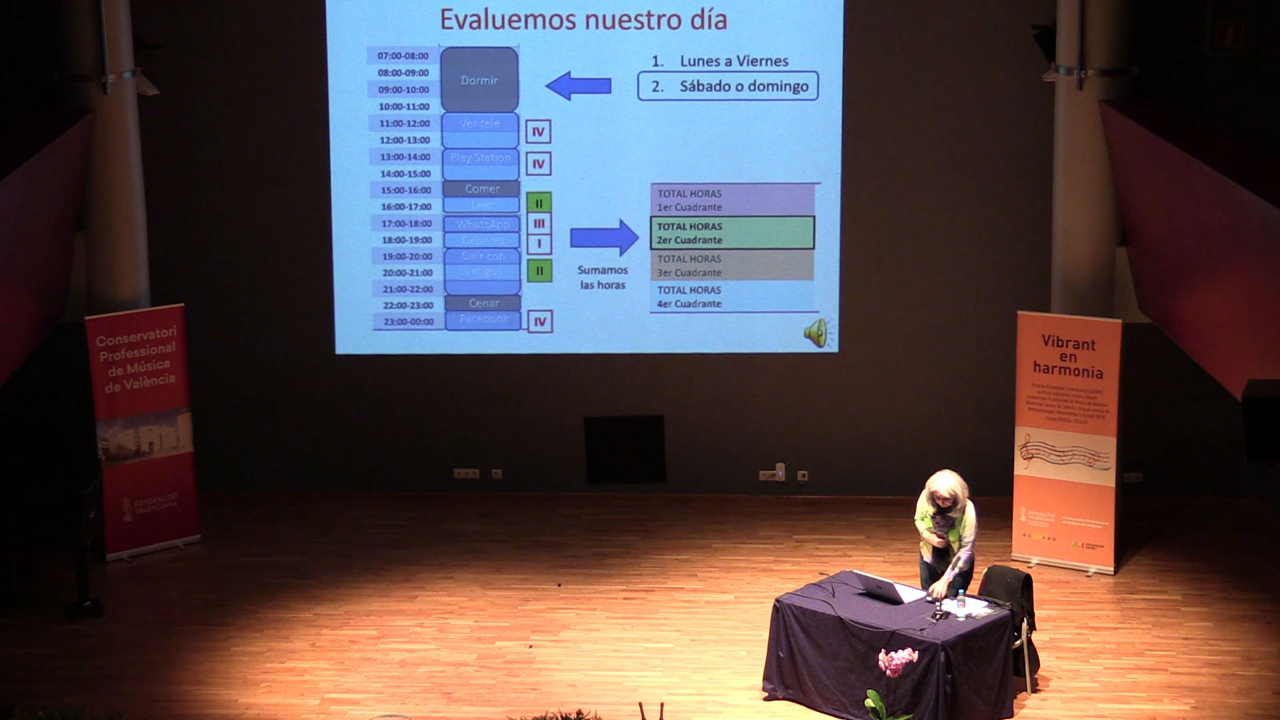 Evaluemos nuestro día
07:00-08:00
08:00-09:00
09:00-10:00
10:00-11:00
11:00-12:00
12:00-13:00
13:00-14:00
14:00-15:00
15:00-16:00
16:00-17:00
17:00-18:00
18:00-19:00
19:00-20:00
20:00-21:00
21:00-22:00
22:00-23:00
23:00-00:00
Dormir
Ver tele
Play Station
Comer
Leer
WhatsApp
Deberes
Salir con
amigos
Cenar
Facebook
IV
IV
II
III
I
II
IV
1. Lunes a Viernes
2. Sábado o domingo
Sumamos
las horas
TOTAL HORAS
1er Cuadrante
TOTAL HORAS
2er Cuadrante
TOTAL HORAS
3er Cuadrante
TOTAL HORAS
4er Cuadrante
Conservatori
Professional
de Música
de València
GENERALITAT
VALENCIANA
Vibrant
en
harmonia